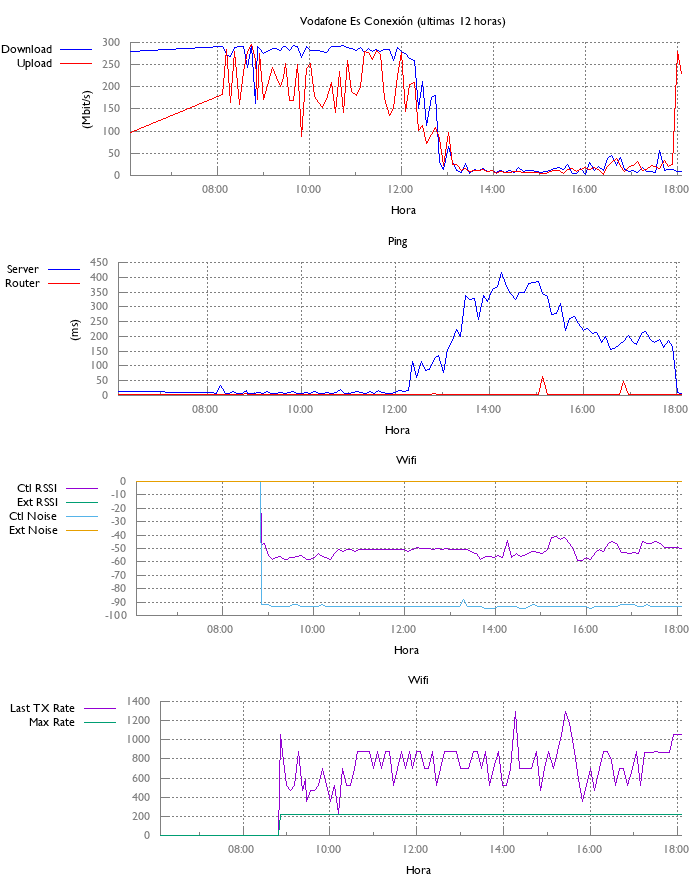 Vodafone Es Conexión (ultimas 12 horas)
Download
Upload
(Mbit/s)
300
250
200
150
100
50
0
08:00 10:00 12:00 14:00 16:00 18:00
Hora
Ping
Server
Router
(ms)
450
400
350
300
250
200
150
100
50
0
08:00 10:00 12:00 14:00 16:00 18:00
Hora
Wifi
Ctl RSSI
Ext RSSI
Ctl Noise
Ext Noise
0
-10
-20
-30
-40
-50
-60
-70
-80
-90
-100
08:00 10:00 12:00 14:00 16:00 18:00
Hora
Wifi
Last TX Rate
Max Rate
1400
1200
1000
800
600
400
200
0
08:00 10:00 12:00 14:00 16:00 18:00
Hora